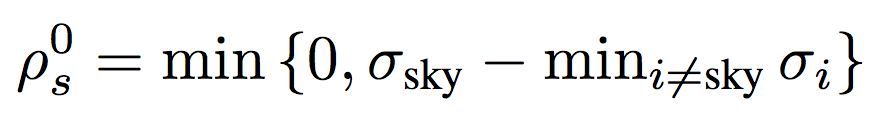 ρ_s^0 = min {0, σ_sky − min_{i≠sky} σ_i}